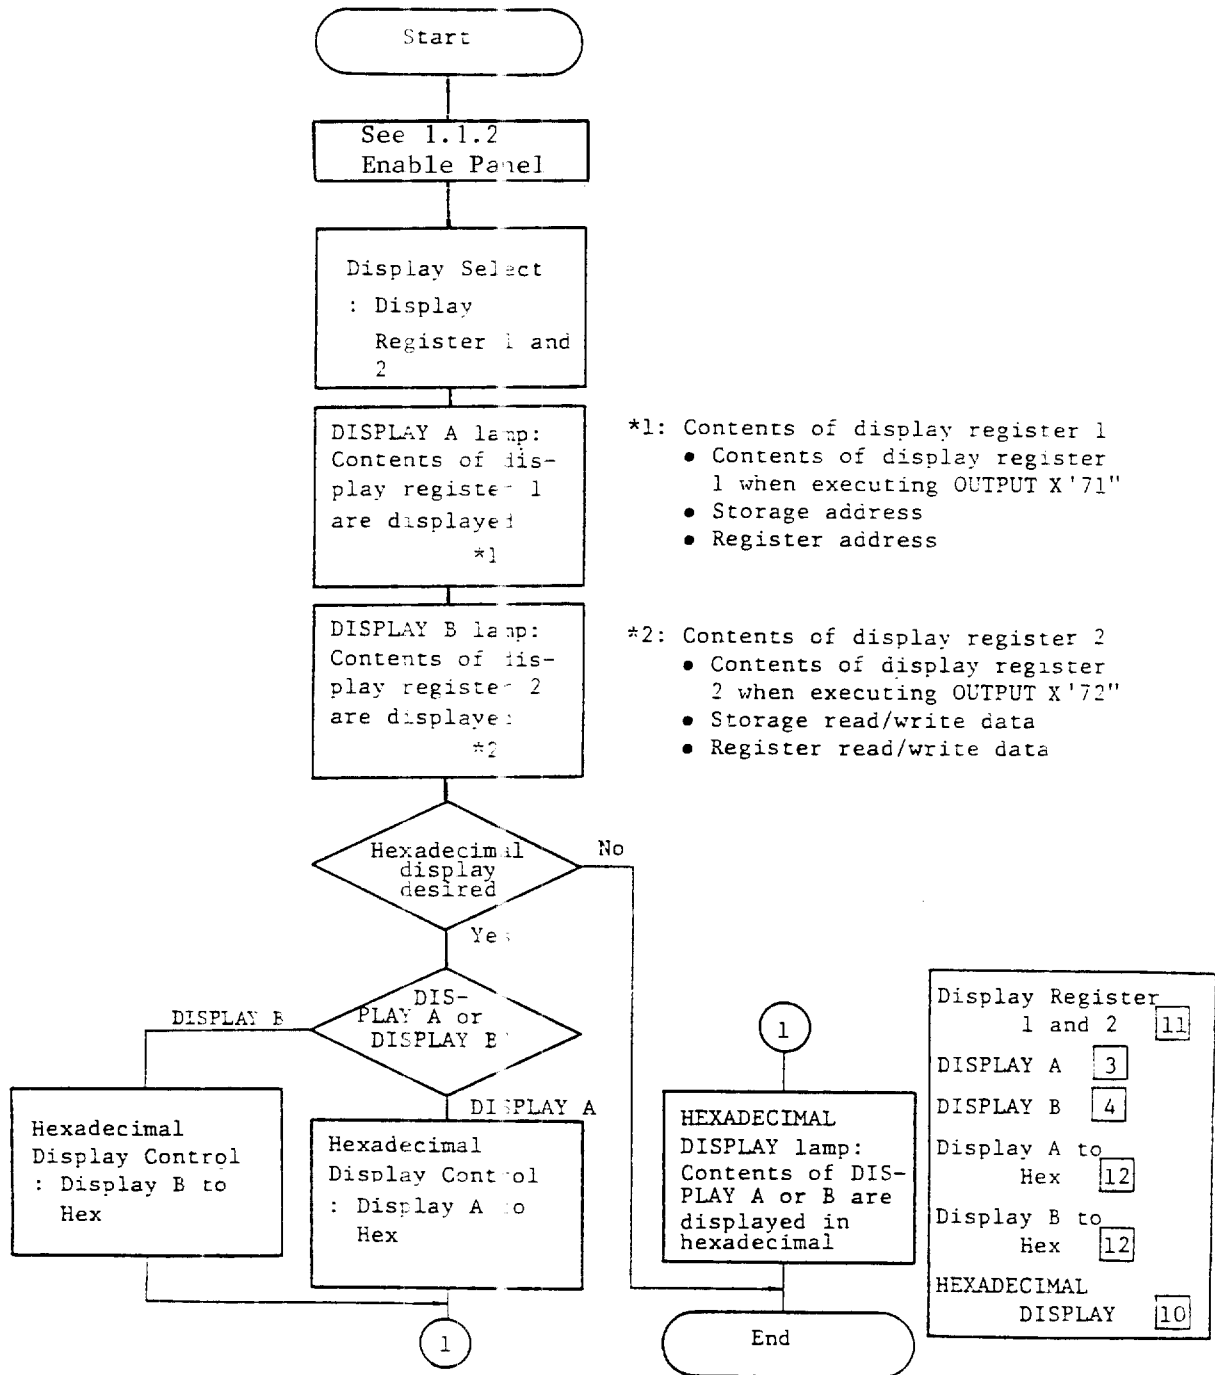 Start
See 1.1.2
Enable Panel
Display Select
: Display
Register 1 and
2
DISPLAY A lamp:
Contents of dis-
play register 1
are displayed
*1
*1: Contents of display register 1
• Contents of display register
1 when executing OUTPUT X'71"
• Storage address
• Register address
DISPLAY B lamp:
Contents of dis-
play register 2
are displayed
*2
*2: Contents of display register 2
• Contents of display register
2 when executing OUTPUT X'72"
• Storage read/write data
• Register read/write data
Hexadecimal
display
desired
No
Yes
DIS-
PLAY A or
DISPLAY B
DISPLAY B
DISPLAY A
Hexadecimal
Display Control
: Display B to
Hex
Hexadecimal
Display Control
: Display A to
Hex
1
1
HEXADECIMAL
DISPLAY lamp:
Contents of DIS-
PLAY A or B are
displayed in
hexadecimal
End
Display Register
1 and 2 11
DISPLAY A 3
DISPLAY B 4
Display A to
Hex 12
Display B to
Hex 12
HEXADECIMAL
DISPLAY 10